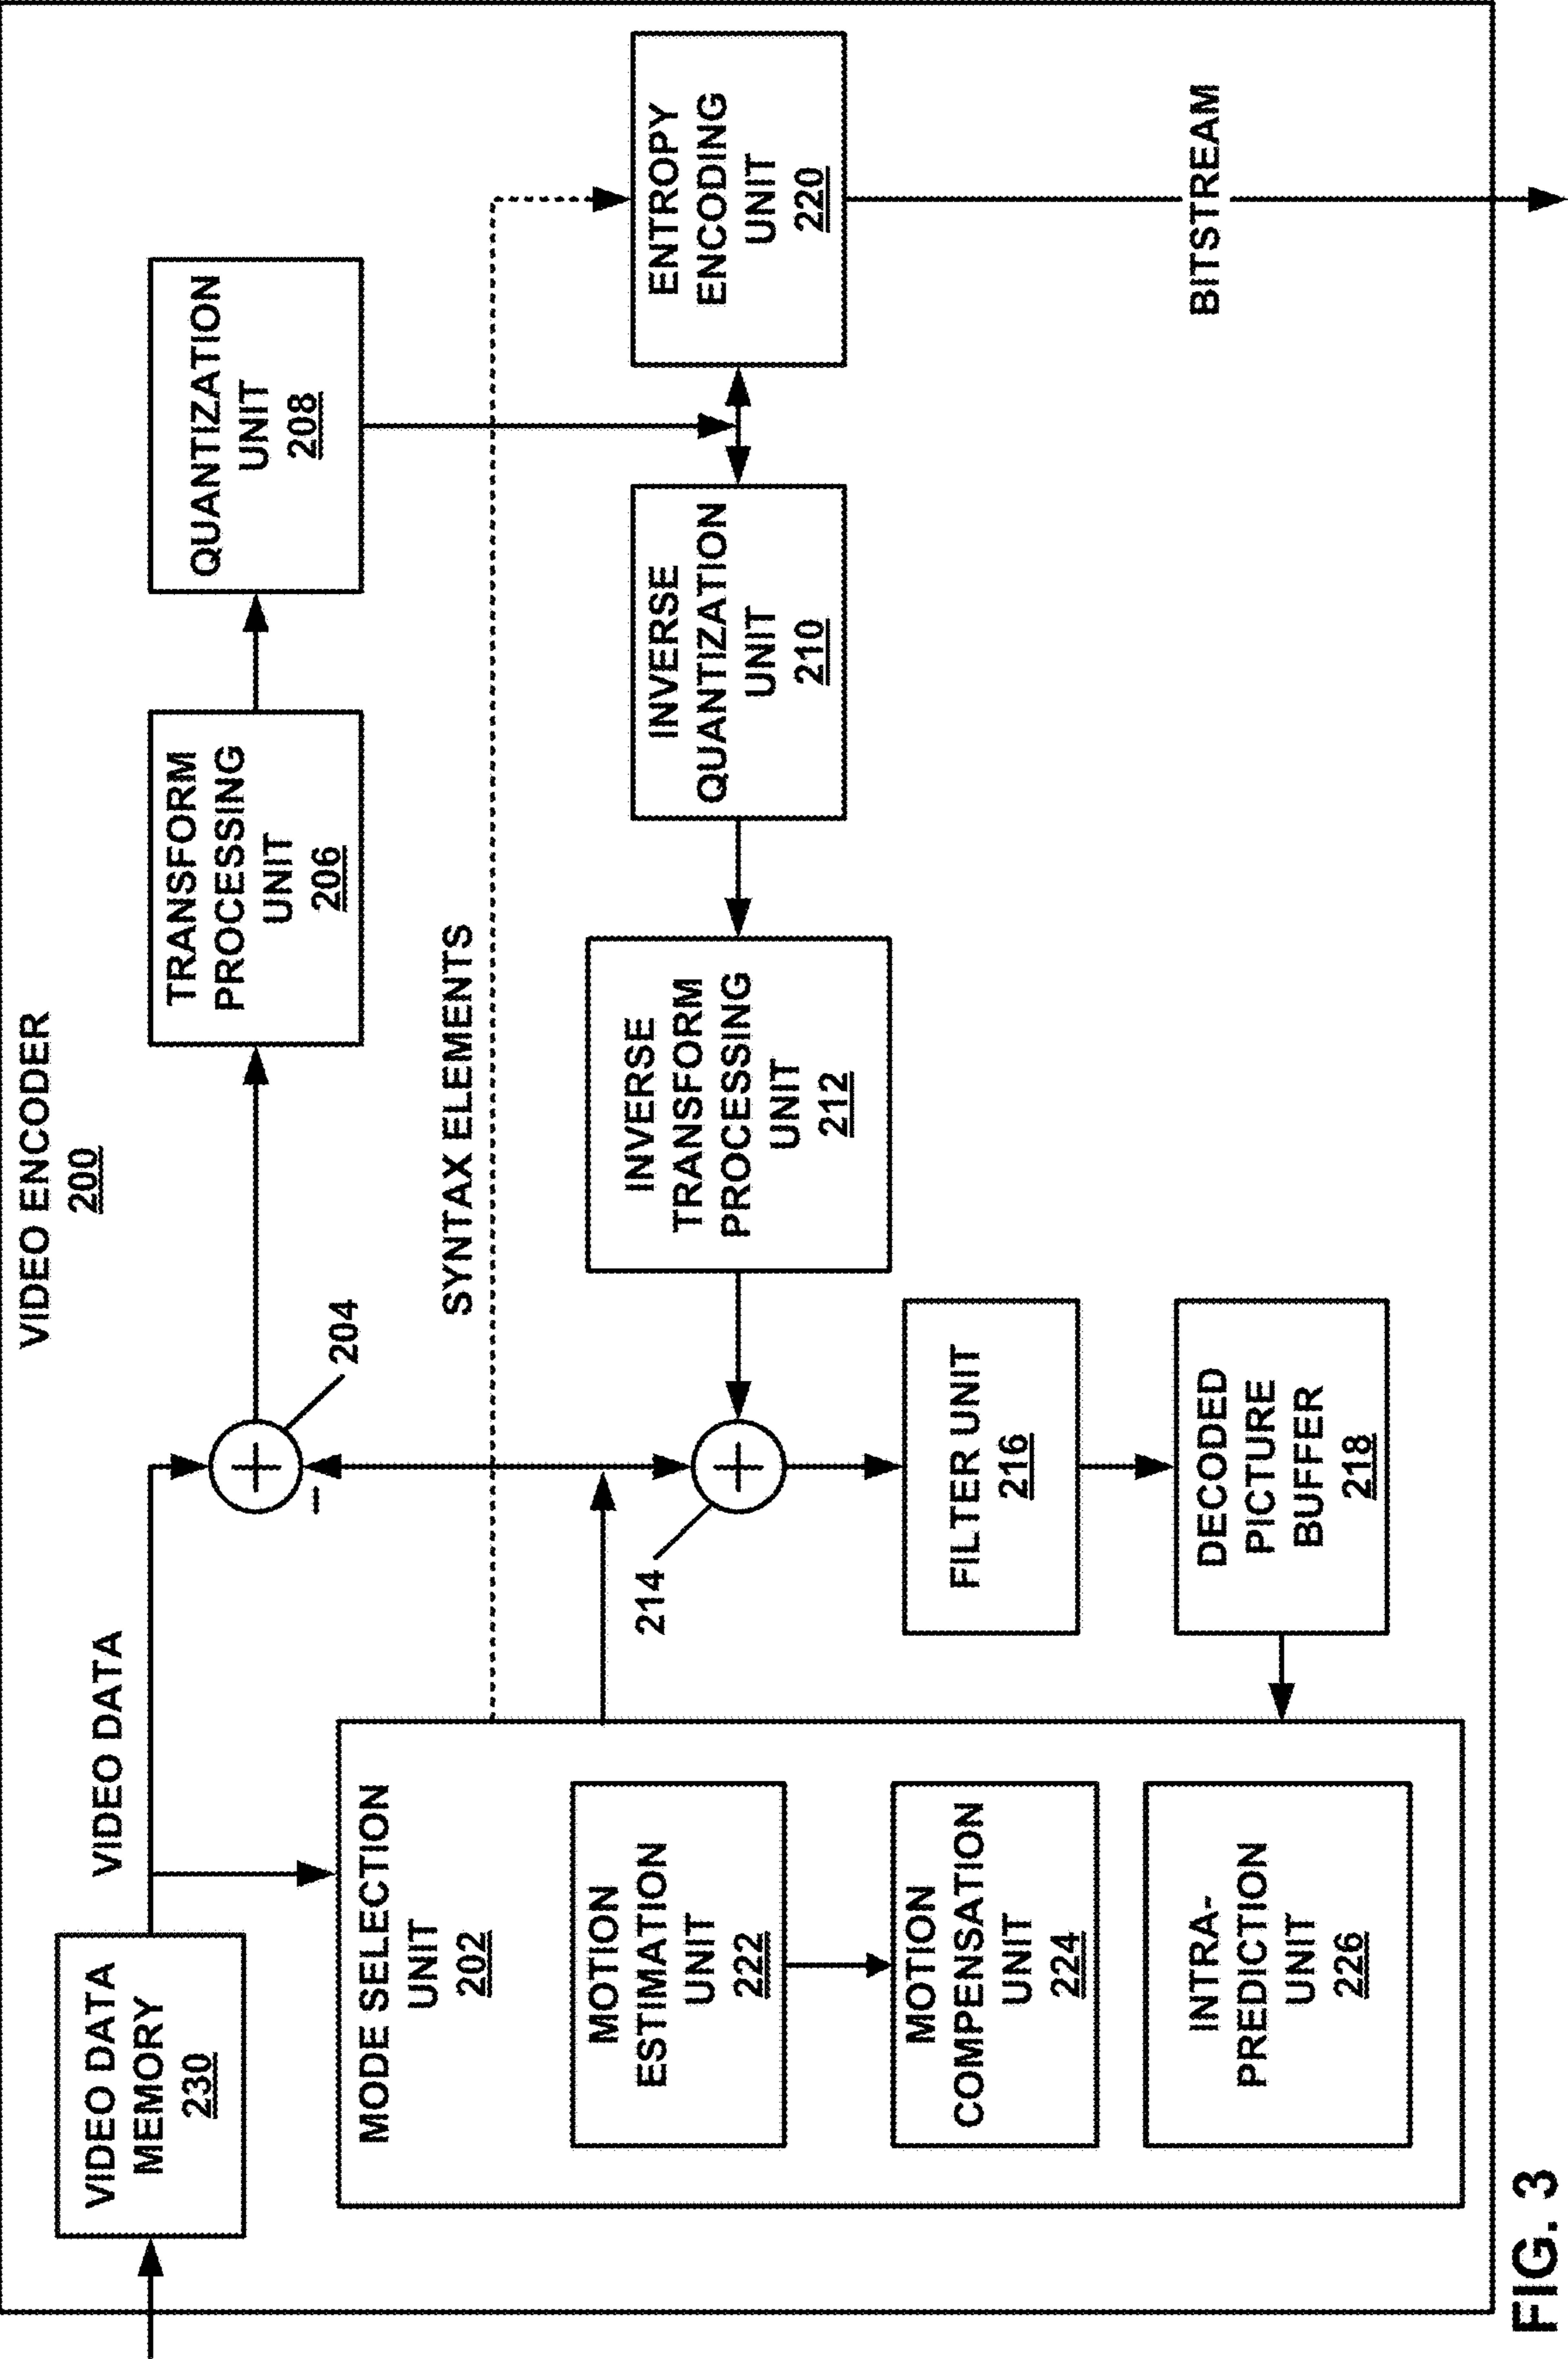 VIDEO ENCODER
200
VIDEO DATA
MEMORY
230
VIDEO DATA
204
TRANSFORM
PROCESSING
UNIT
206
QUANTIZATION
UNIT
208
–
SYNTAX ELEMENTS
MODE SELECTION
UNIT
202
MOTION
ESTIMATION
UNIT
222
MOTION
COMPENSATION
UNIT
224
INTRA-
PREDICTION
UNIT
226
214
INVERSE
TRANSFORM
PROCESSING
UNIT
212
INVERSE
QUANTIZATION
UNIT
210
ENTROPY
ENCODING
UNIT
220
FILTER UNIT
216
DECODED
PICTURE
BUFFER
218
BITSTREAM
FIG. 3